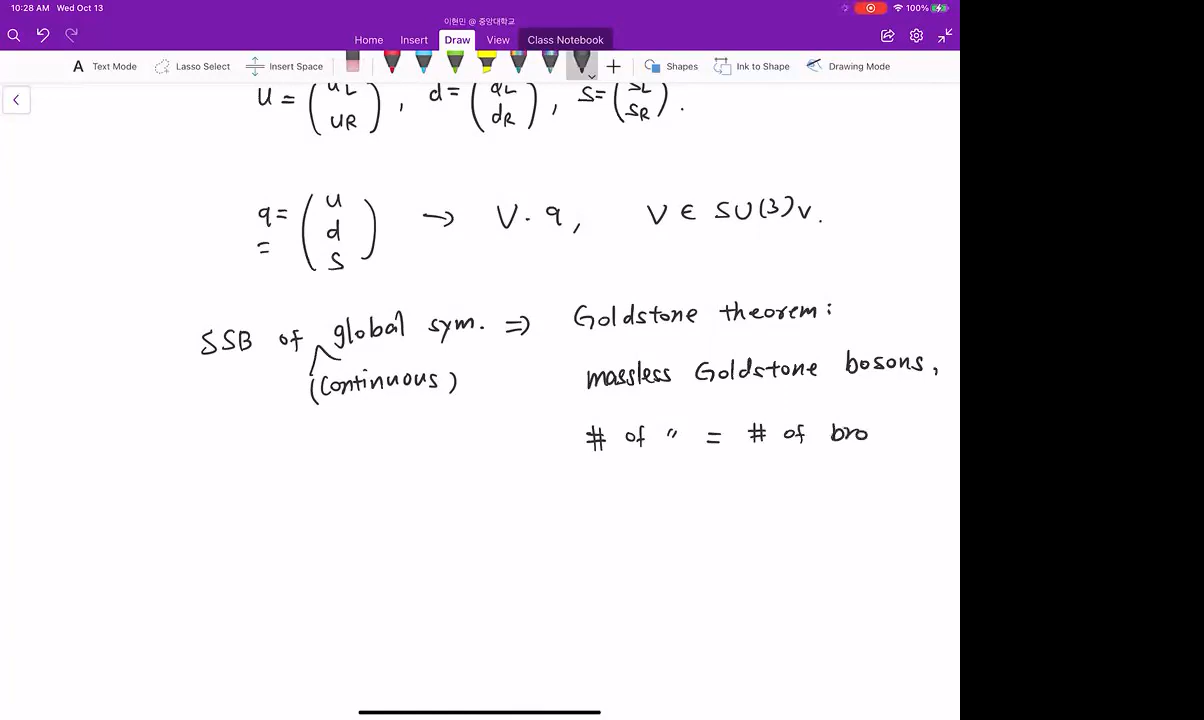 10:28 AM Wed Oct 13
100%
이현민 @ 중앙대학교
Home Insert Draw View Class Notebook
A Text Mode Lasso Select Insert Space Shapes Ink to Shape Drawing Mode
u = (uL uR), d = (qL dR), s = (sL sR).
q = (u d s) → V · q, V ∈ SU(3)v.
=
SSB of global sym. ⇒ Goldstone theorem:
(continuous)
massless Goldstone bosons,
# of 〃 = # of bro